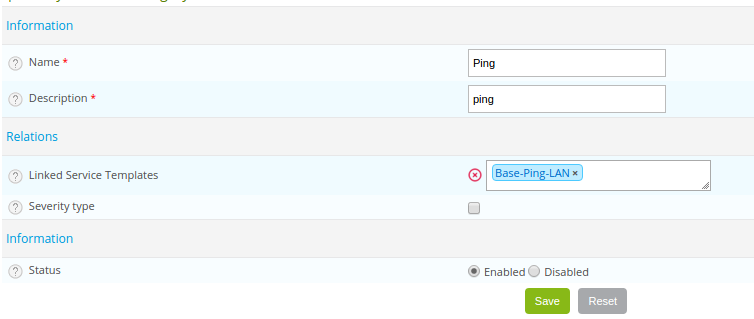 Information
? Name *
Ping
? Description *
ping
Relations
? Linked Service Templates
Base-Ping-LAN ×
? Severity type
Information
? Status
Enabled Disabled
Save Reset